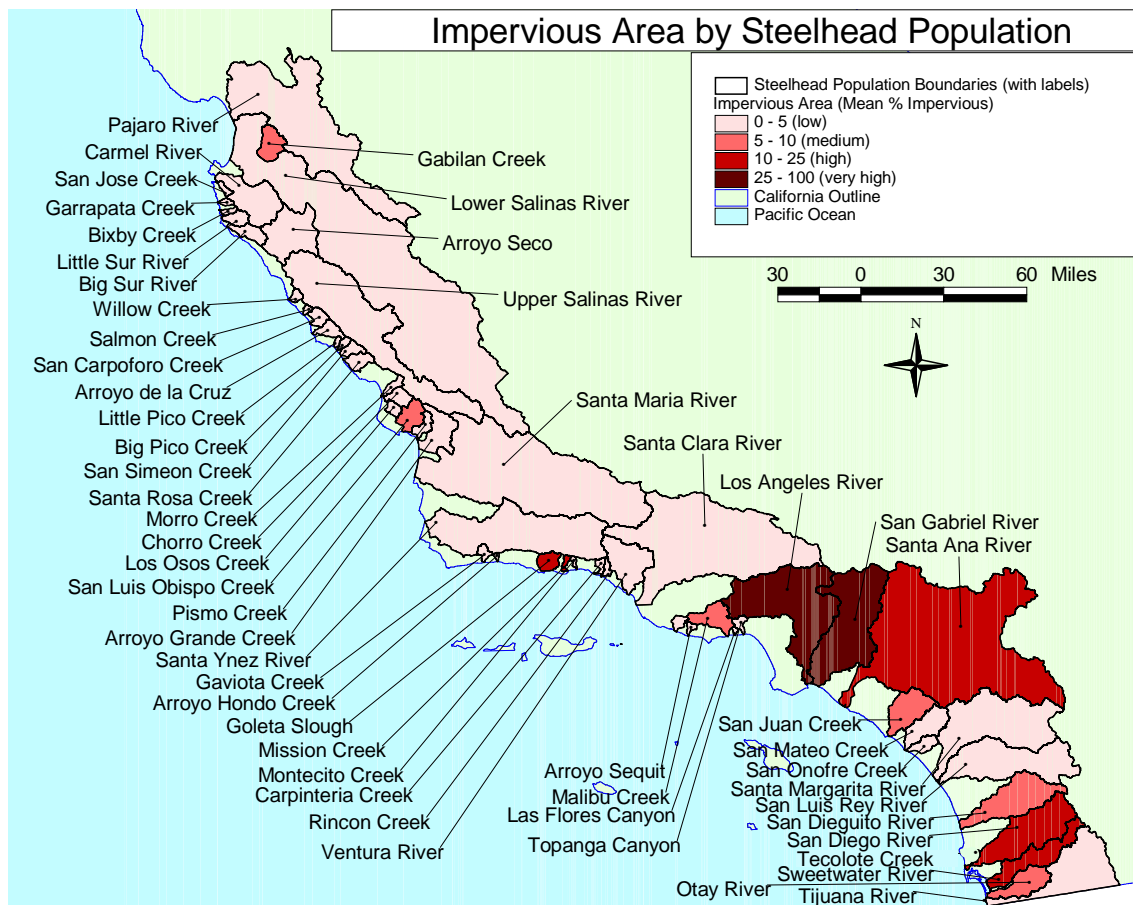 Impervious Area by Steelhead Population
Steelhead Population Boundaries (with labels)
Impervious Area (Mean % Impervious)
0 - 5 (low)
5 - 10 (medium)
10 - 25 (high)
25 - 100 (very high)
California Outline
Pacific Ocean
30 0 30 60 Miles
N
Pajaro River
Carmel River
San Jose Creek
Garrapata Creek
Bixby Creek
Little Sur River
Big Sur River
Willow Creek
Salmon Creek
San Carpoforo Creek
Arroyo de la Cruz
Little Pico Creek
Big Pico Creek
San Simeon Creek
Santa Rosa Creek
Morro Creek
Chorro Creek
Los Osos Creek
San Luis Obispo Creek
Pismo Creek
Arroyo Grande Creek
Santa Ynez River
Gaviota Creek
Arroyo Hondo Creek
Goleta Slough
Mission Creek
Montecito Creek
Carpinteria Creek
Rincon Creek
Ventura River
Gabilan Creek
Lower Salinas River
Arroyo Seco
Upper Salinas River
Santa Maria River
Santa Clara River
Los Angeles River
San Gabriel River
Santa Ana River
Arroyo Sequit
Malibu Creek
Las Flores Canyon
Topanga Canyon
San Juan Creek
San Mateo Creek
San Onofre Creek
Santa Margarita River
San Luis Rey River
San Dieguito River
San Diego River
Tecolote Creek
Sweetwater River
Otay River
Tijuana River